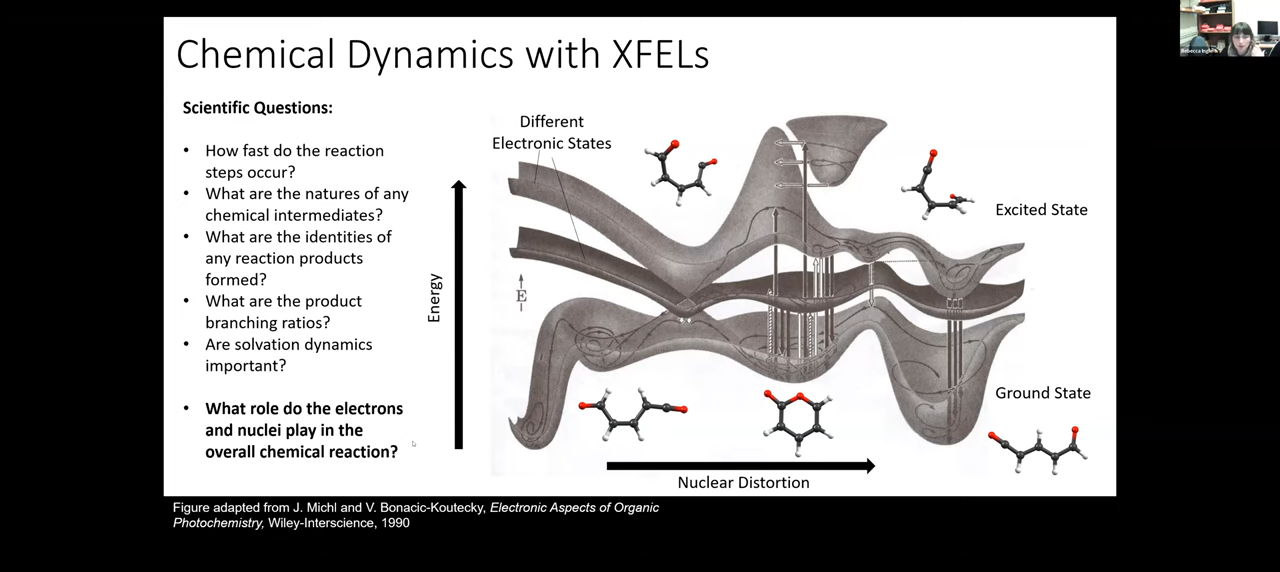 Chemical Dynamics with XFELs
Scientific Questions:
• How fast do the reaction
steps occur?
• What are the natures of any
chemical intermediates?
• What are the identities of
any reaction products
formed?
• What are the product
branching ratios?
• Are solvation dynamics
important?
• What role do the electrons
and nuclei play in the
overall chemical reaction?
Different
Electronic States
Energy
E
Excited State
Ground State
Nuclear Distortion
Figure adapted from J. Michl and V. Bonacic-Koutecky, Electronic Aspects of Organic
Photochemistry, Wiley-Interscience, 1990
Rebecca